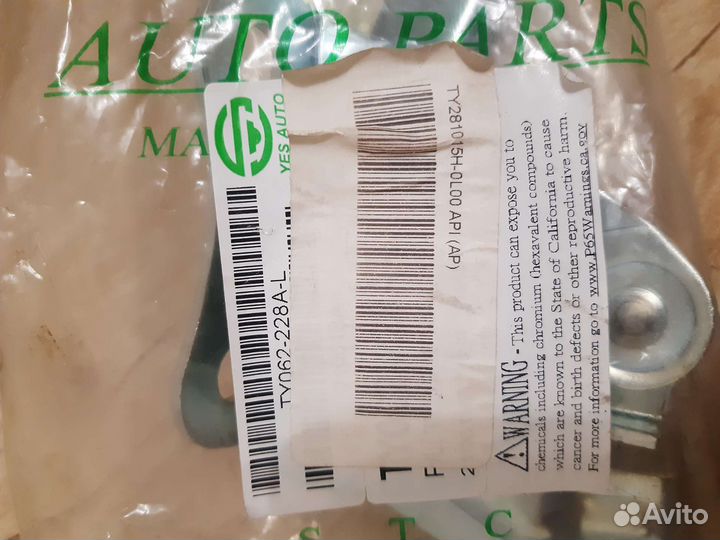 AUTO PARTS
MA
YES AUTO
TY062-228A-L
TY281015H-0L00 API (AP)
WARNING - This product can expose you to
chemicals including chromium (hexavalent compounds)
which are known to the State of California to cause
cancer and birth defects or other reproductive harm.
For more information go to www.P65Warnings.ca.gov
S T C
Avito